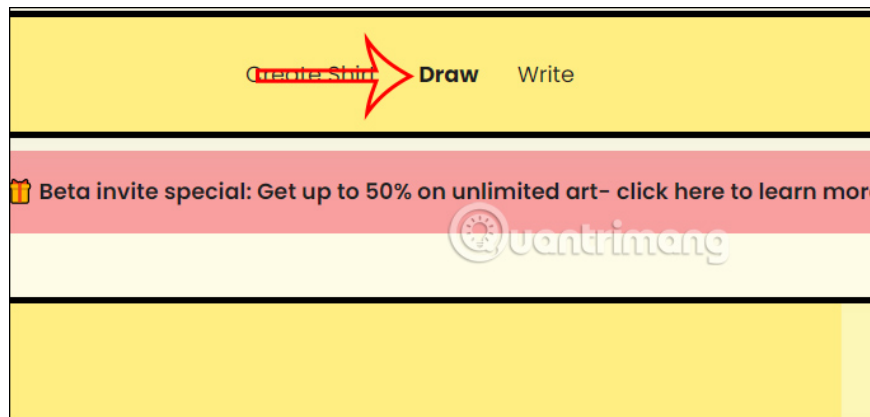 Create Shirt Draw Write
Beta invite special: Get up to 50% on unlimited art- click here to learn mor
Quantrimang